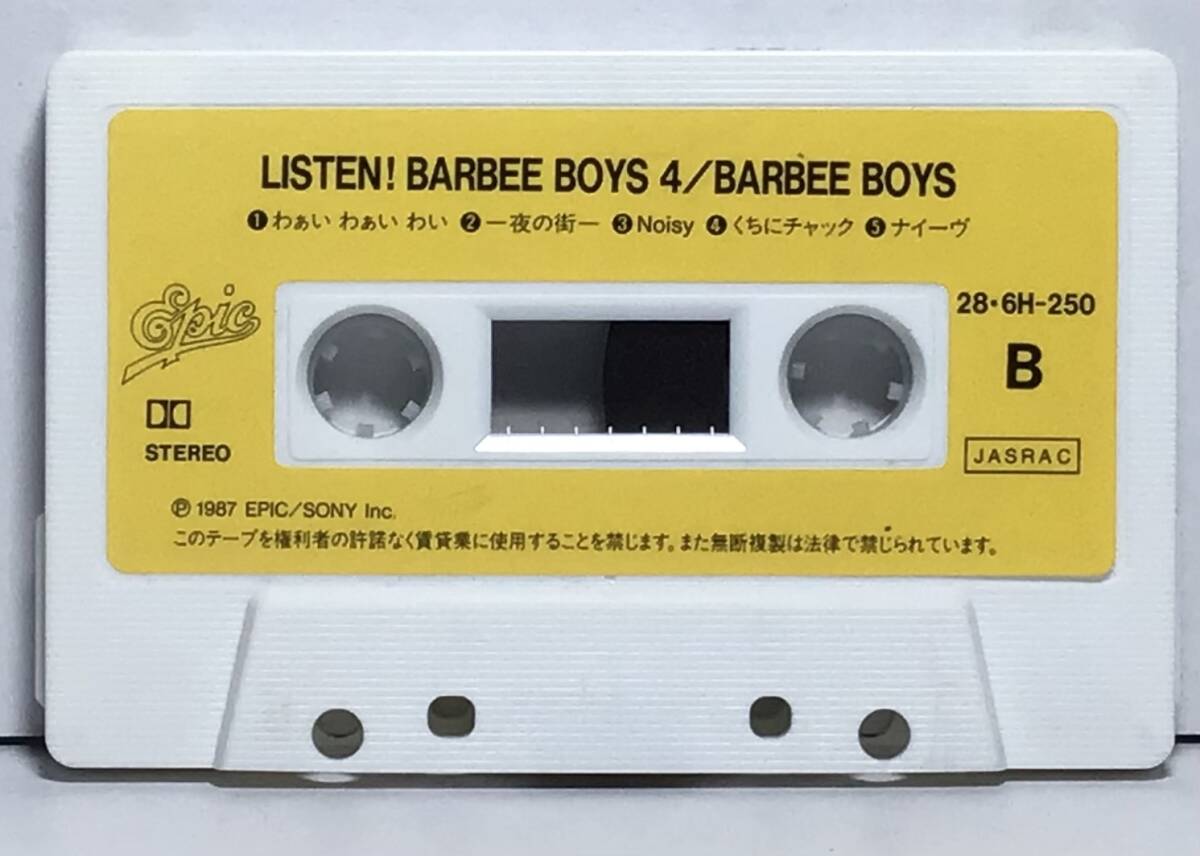 LISTEN! BARBEE BOYS 4/BARBEE BOYS
❶わぁい わぁい わい ❷―夜の街― ❸Noisy ❹くちにチャック ❺ナイーヴ
Epic
28・6H-250
B
STEREO
JASRAC
Ⓟ 1987 EPIC/SONY Inc.
このテープを権利者の許諾なく賃貸業に使用することを禁じます。また無断複製は法律で禁じられています。